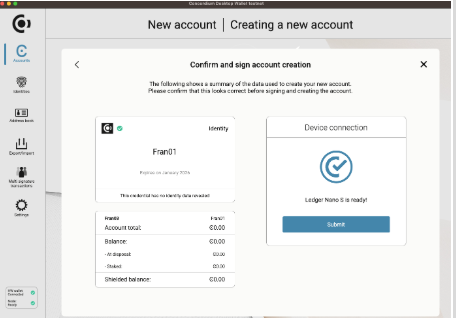 Concordium Desktop Wallet Testnet
New account | Creating a new account
Accounts
Identities
Address book
Export/Import
Multi signature
transactions
Settings
Confirm and sign account creation
The following shows a summary of the data used to create your new account.
Please confirm that this looks correct before signing and creating the account.
Identity
Fran01
Expires on January 2026
This credential has no identity data revealed
Fran01
Account total:
0.00
Balance:
0.00
- At disposal:
0.00
- Staked:
0.00
Shielded balance:
0.00
Device connection
Ledger Nano S is ready!
Submit